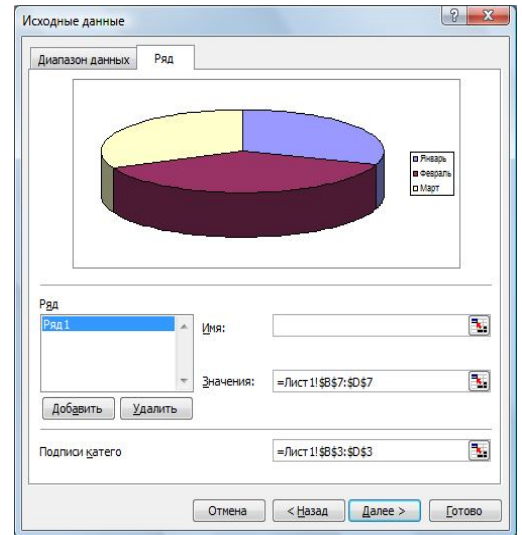 Исходные данные
Диапазон данных Ряд
Январь
Февраль
Март
Ряд
Ряд1
Имя:
Значения: =Лист1!$B$7:$D$7
Добавить Удалить
Подписи катего =Лист1!$B$3:$D$3
Отмена < Назад Далее > Готово